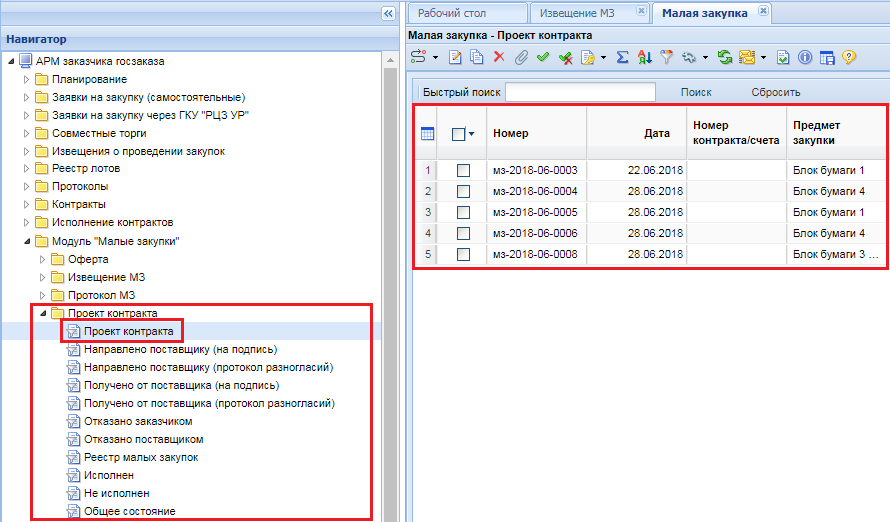 Рабочий стол
Извещение МЗ
Малая закупка
Навигатор
АРМ заказчика госзаказа
Планирование
Заявки на закупку (самостоятельные)
Заявки на закупку через ГКУ "РЦЗ УР"
Совместные торги
Извещения о проведении закупок
Реестр лотов
Протоколы
Контракты
Исполнение контрактов
Модуль "Малые закупки"
Оферта
Извещение МЗ
Протокол МЗ
Проект контракта
Проект контракта
Направлено поставщику (на подпись)
Направлено поставщику (протокол разногласий)
Получено от поставщика (на подпись)
Получено от поставщика (протокол разногласий)
Отказано заказчиком
Отказано поставщиком
Реестр малых закупок
Исполнен
Не исполнен
Общее состояние
Малая закупка - Проект контракта
Быстрый поиск Поиск Сбросить
Номер Дата Номер контракта/счета Предмет закупки
1 мз-2018-06-0003 22.06.2018 Блок бумаги 1
2 мз-2018-06-0004 28.06.2018 Блок бумаги 4
3 мз-2018-06-0005 28.06.2018 Блок бумаги 1
4 мз-2018-06-0006 28.06.2018 Блок бумаги 4
5 мз-2018-06-0008 28.06.2018 Блок бумаги 3 ...